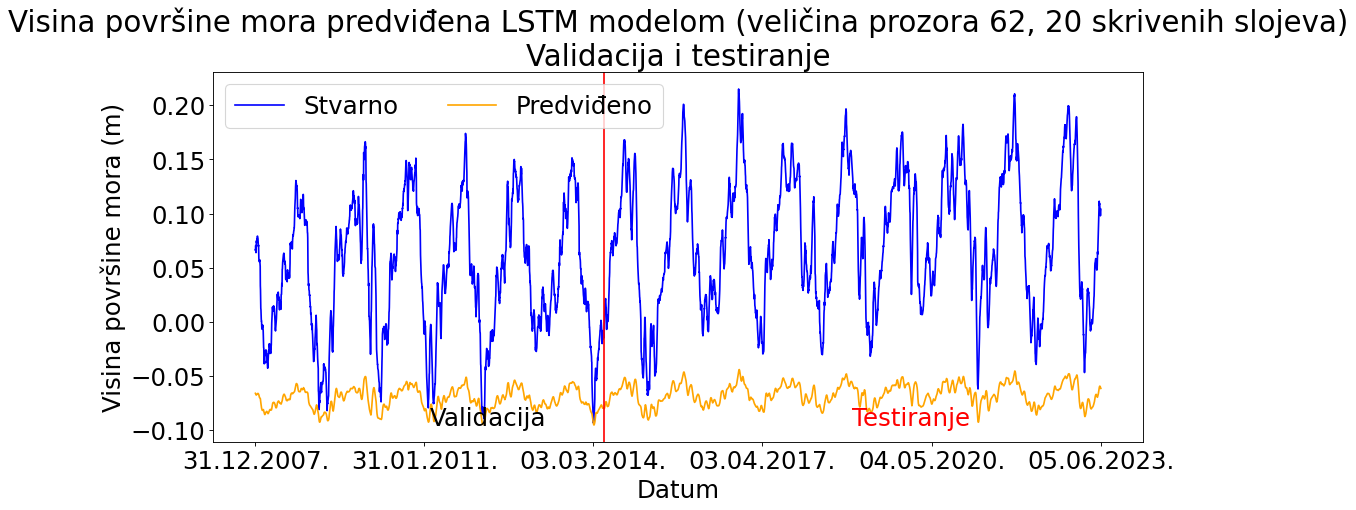 Visina površine mora predviđena LSTM modelom (veličina prozora 62, 20 skrivenih slojeva)
Validacija i testiranje
Stvarno
Predviđeno
Visina površine mora (m)
0.20
0.15
0.10
0.05
0.00
−0.05
−0.10
Validacija
Testiranje
31.12.2007.
31.01.2011.
03.03.2014.
03.04.2017.
04.05.2020.
05.06.2023.
Datum